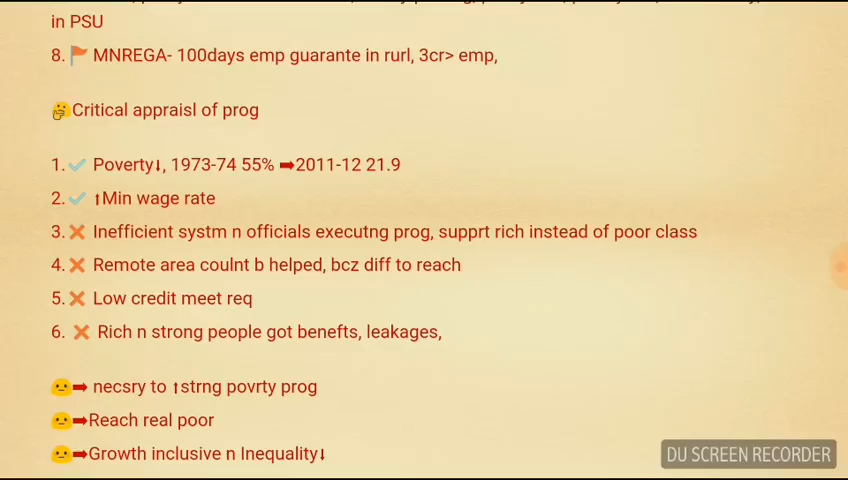 in PSU
8.🚩 MNREGA- 100days emp guarante in rurl, 3cr> emp,
🤔Critical appraisl of prog
1.✔ Poverty⬇, 1973-74 55% ➡2011-12 21.9
2.✔ ⬆Min wage rate
3.✖ Inefficient systm n officials executng prog, supprt rich instead of poor class
4.✖ Remote area coulnt b helped, bcz diff to reach
5.✖ Low credit meet req
6. ✖ Rich n strong people got benefts, leakages,
😐➡ necsry to ⬆strng povrty prog
😐➡Reach real poor
😐➡Growth inclusive n Inequality⬇
DU SCREEN RECORDER